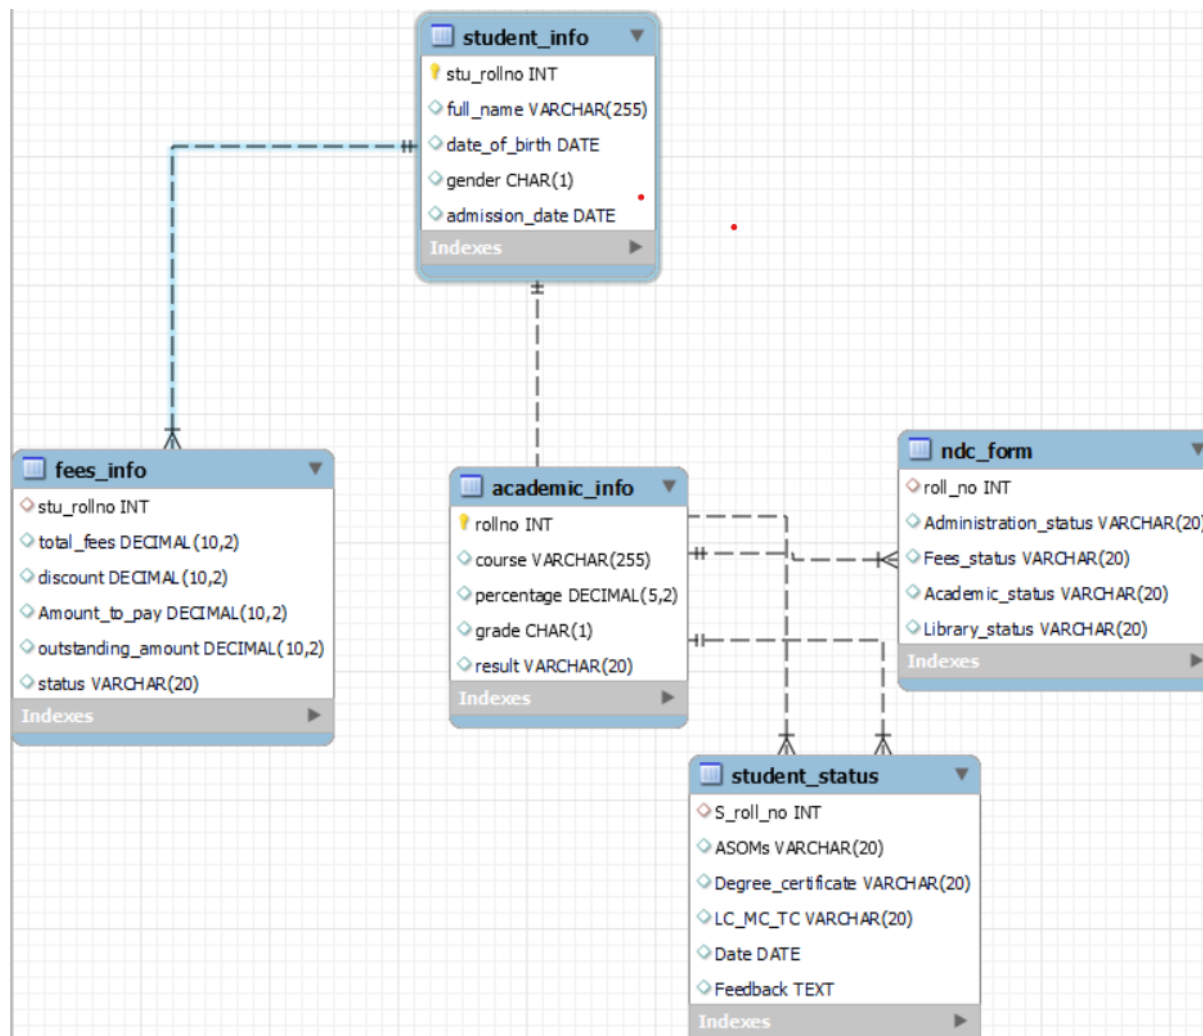 student_info
stu_rollno INT
full_name VARCHAR(255)
date_of_birth DATE
gender CHAR(1)
admission_date DATE
Indexes
fees_info
stu_rollno INT
total_fees DECIMAL(10,2)
discount DECIMAL(10,2)
Amount_to_pay DECIMAL(10,2)
outstanding_amount DECIMAL(10,2)
status VARCHAR(20)
Indexes
academic_info
rollno INT
course VARCHAR(255)
percentage DECIMAL(5,2)
grade CHAR(1)
result VARCHAR(20)
Indexes
ndc_form
roll_no INT
Administration_status VARCHAR(20)
Fees_status VARCHAR(20)
Academic_status VARCHAR(20)
Library_status VARCHAR(20)
Indexes
student_status
S_roll_no INT
ASOMs VARCHAR(20)
Degree_certificate VARCHAR(20)
LC_MC_TC VARCHAR(20)
Date DATE
Feedback TEXT
Indexes